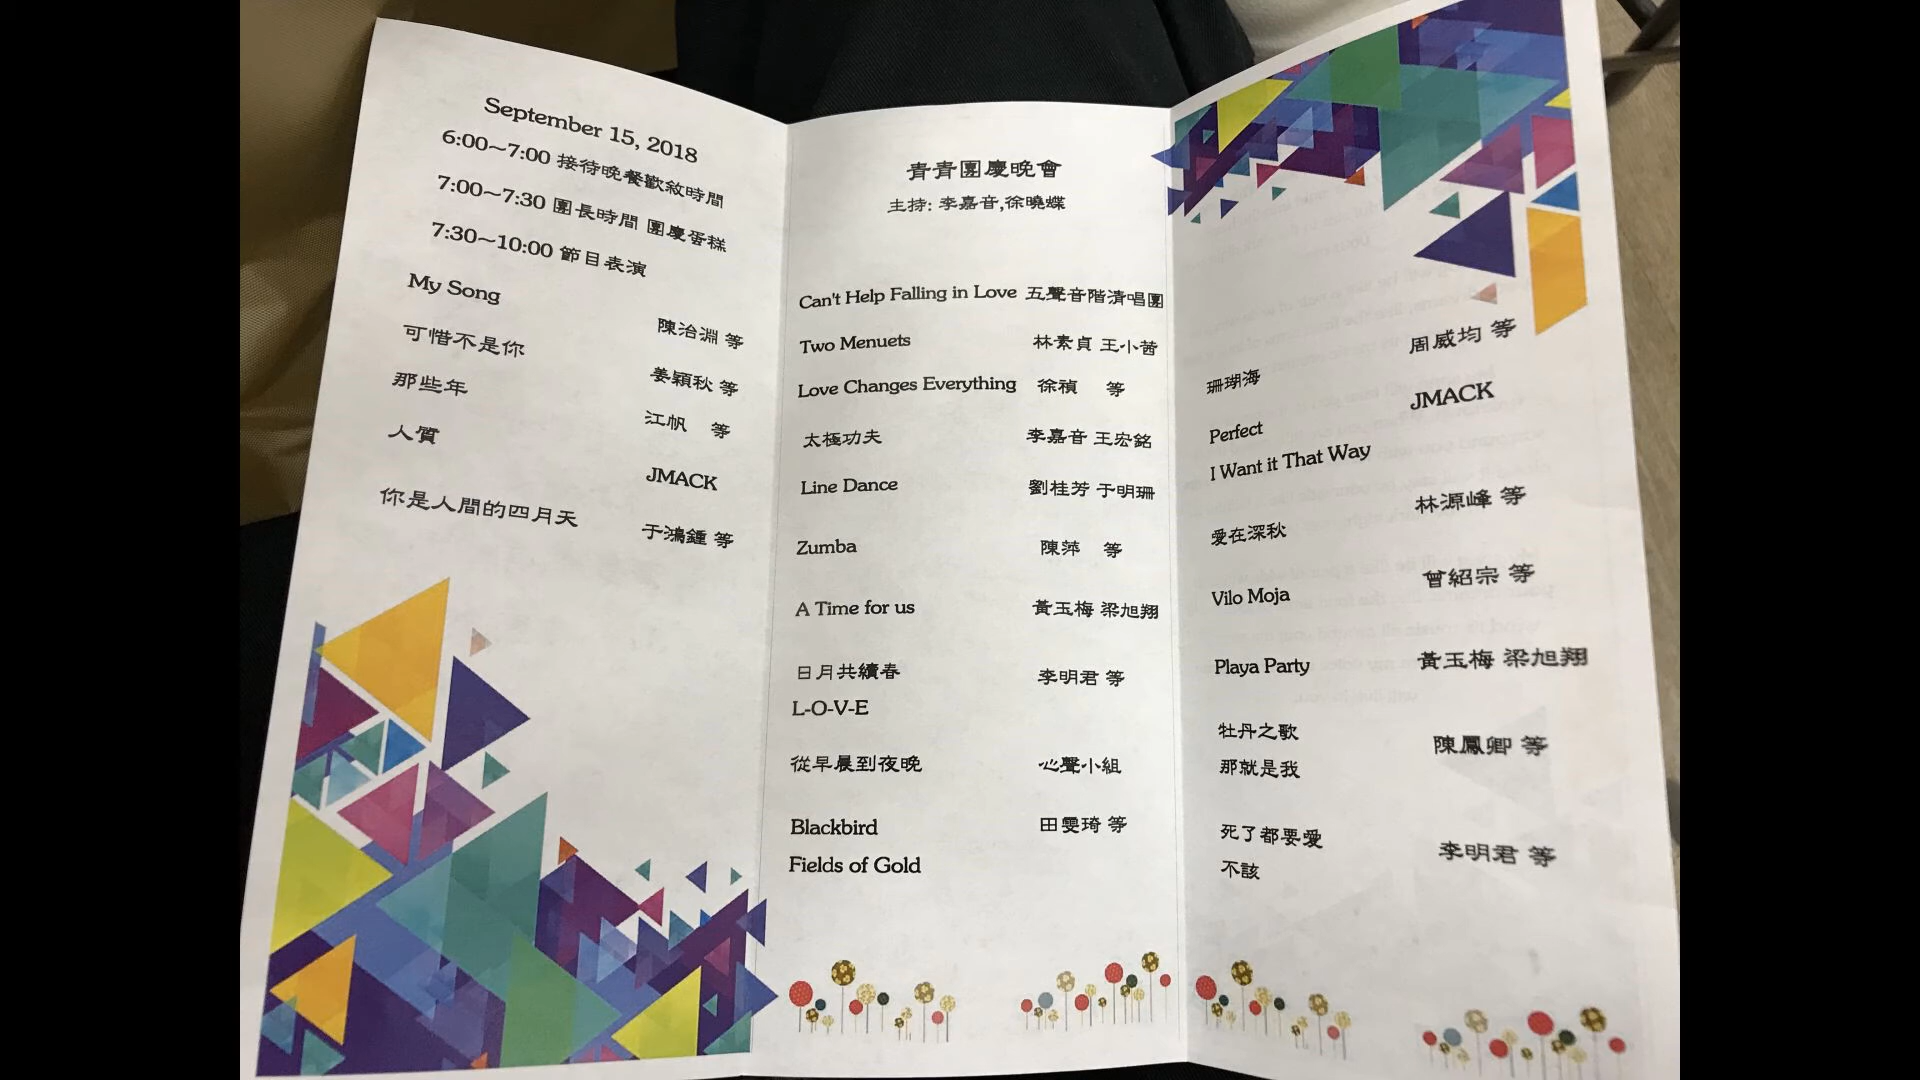 September 15, 2018
6:00~7:00 接待晚餐歡敘時間
7:00~7:30 團長時間 團慶蛋糕
7:30~10:00 節目表演
My Song
陳治淵 等
可惜不是你
姜穎秋 等
那些年
江帆 等
人質
JMACK
你是人間的四月天
于鴻鍾 等
青青團慶晚會
主持: 李嘉音,徐曉蝶
Can't Help Falling in Love 五聲音階清唱團
Two Menuets 林素貞 王小茜
Love Changes Everything 徐禎 等
太極功夫 李嘉音 王宏銘
Line Dance 劉桂芳 于明珊
Zumba 陳萍 等
A Time for us 黃玉梅 梁旭翔
日月共續春 李明君 等
L-O-V-E
從早晨到夜晚 心聲小組
Blackbird 田雯琦 等
Fields of Gold
周威均 等
珊瑚海
JMACK
Perfect
I Want it That Way
林源峰 等
愛在深秋
曾紹宗 等
Vilo Moja
Playa Party 黃玉梅 梁旭翔
牡丹之歌 陳鳳卿 等
那就是我
死了都要愛 李明君 等
不該